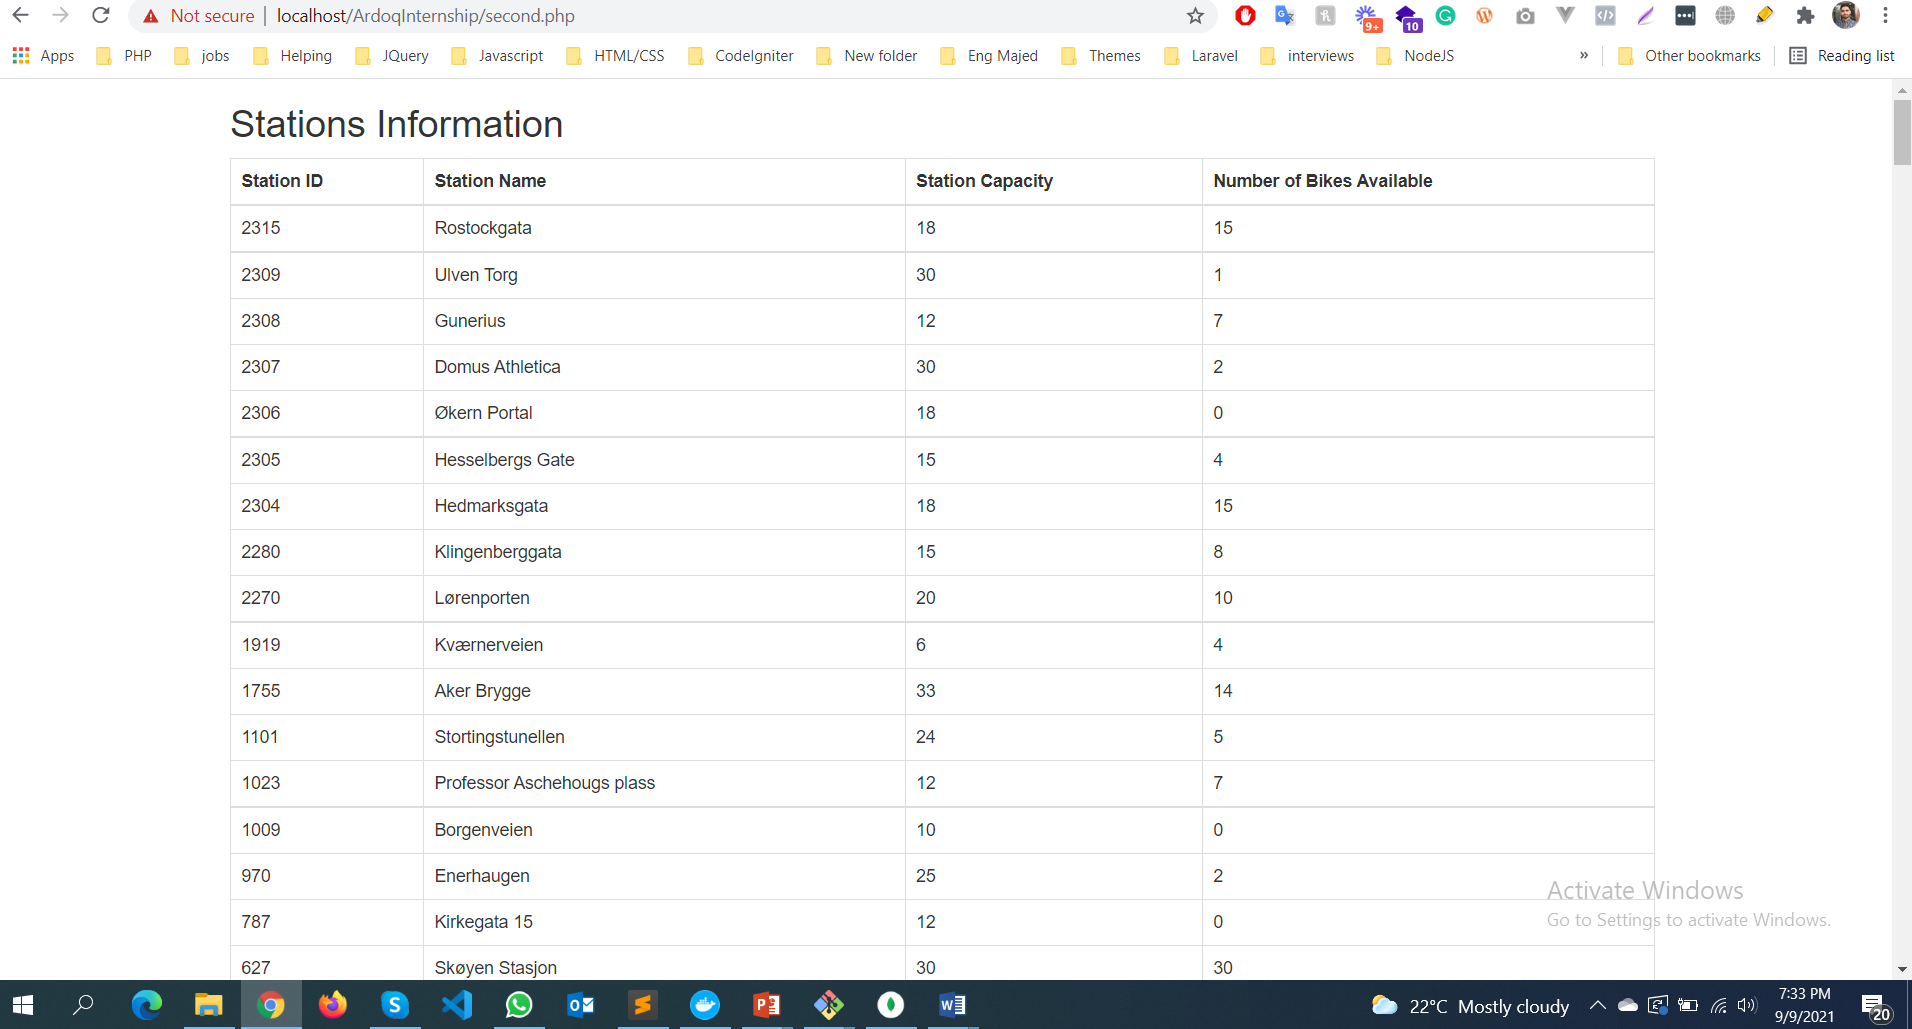 Not secure | localhost/ArdoqInternship/second.php 9+ 10
Apps PHP jobs Helping JQuery Javascript HTML/CSS CodeIgniter New folder Eng Majed Themes Laravel interviews NodeJS » Other bookmarks Reading list
Stations Information
Station ID Station Name Station Capacity Number of Bikes Available
2315 Rostockgata 18 15
2309 Ulven Torg 30 1
2308 Gunerius 12 7
2307 Domus Athletica 30 2
2306 Økern Portal 18 0
2305 Hesselbergs Gate 15 4
2304 Hedmarksgata 18 15
2280 Klingenberggata 15 8
2270 Lørenporten 20 10
1919 Kværnerveien 6 4
1755 Aker Brygge 33 14
1101 Stortingstunellen 24 5
1023 Professor Aschehougs plass 12 7
1009 Borgenveien 10 0
970 Enerhaugen 25 2
787 Kirkegata 15 12 0
627 Skøyen Stasjon 30 30
Activate Windows
Go to Settings to activate Windows.
22°C Mostly cloudy
7:33 PM
9/9/2021
20